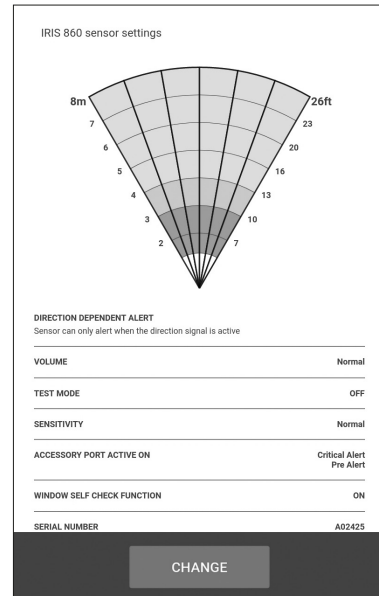 IRIS 860 sensor settings
8m
26ft
7
23
6
20
5
16
4
13
3
10
2
7
DIRECTION DEPENDENT ALERT
Sensor can only alert when the direction signal is active
VOLUME Normal
TEST MODE OFF
SENSITIVITY Normal
ACCESSORY PORT ACTIVE ON Critical Alert
Pre Alert
WINDOW SELF CHECK FUNCTION ON
SERIAL NUMBER A02425
CHANGE